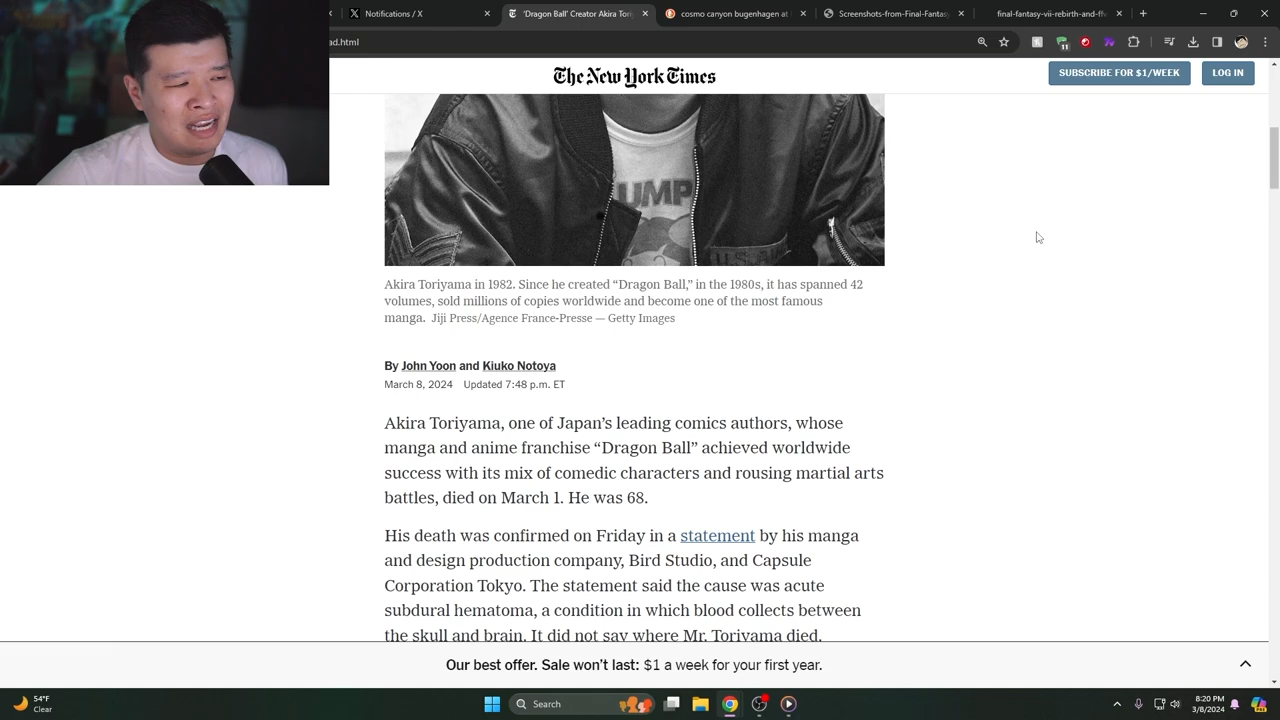 Notifications / X
'Dragon Ball' Creator Akira Tori
cosmo canyon bugenhagen at
Screenshots-from-Final-Fantasy
final-fantasy-vii-rebirth-and-ffv
ad.html
The New York Times
SUBSCRIBE FOR $1/WEEK
LOG IN
UMP
Akira Toriyama in 1982. Since he created “Dragon Ball,” in the 1980s, it has spanned 42
volumes, sold millions of copies worldwide and become one of the most famous
manga. Jiji Press/Agence France-Presse — Getty Images
By John Yoon and Kiuko Notoya
March 8, 2024 Updated 7:48 p.m. ET
Akira Toriyama, one of Japan’s leading comics authors, whose
manga and anime franchise “Dragon Ball” achieved worldwide
success with its mix of comedic characters and rousing martial arts
battles, died on March 1. He was 68.
His death was confirmed on Friday in a statement by his manga
and design production company, Bird Studio, and Capsule
Corporation Tokyo. The statement said the cause was acute
subdural hematoma, a condition in which blood collects between
the skull and brain. It did not say where Mr. Toriyama died.
Our best offer. Sale won’t last: $1 a week for your first year.
54°F
Clear
Search
8:20 PM
3/8/2024